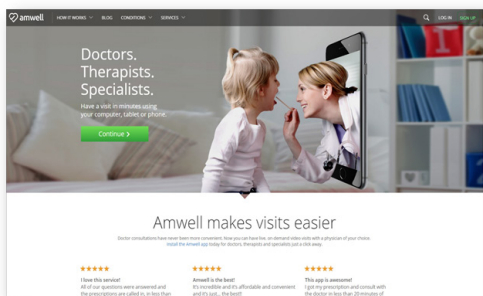 amwell
HOW IT WORKS
BLOG
CONDITIONS
SERVICES
LOG IN
SIGN UP
Doctors.
Therapists.
Specialists.
Have a visit in minutes using
your computer, tablet or phone.
Continue >
Amwell makes visits easier
Doctor consultations have never been more convenient. Now you can have live, on-demand video visits with a physician of your choice.
Install the Amwell app today for doctors, therapists and specialists just a click away.
I love this service!
All of our questions were answered and
the prescriptions are called in, in less than
Amwell is the best!
It's incredible and it's affordable and convenient
and it's just... the best!!
This app is awesome!
I got my prescription and consult with
the doctor in less than 20 minutes of